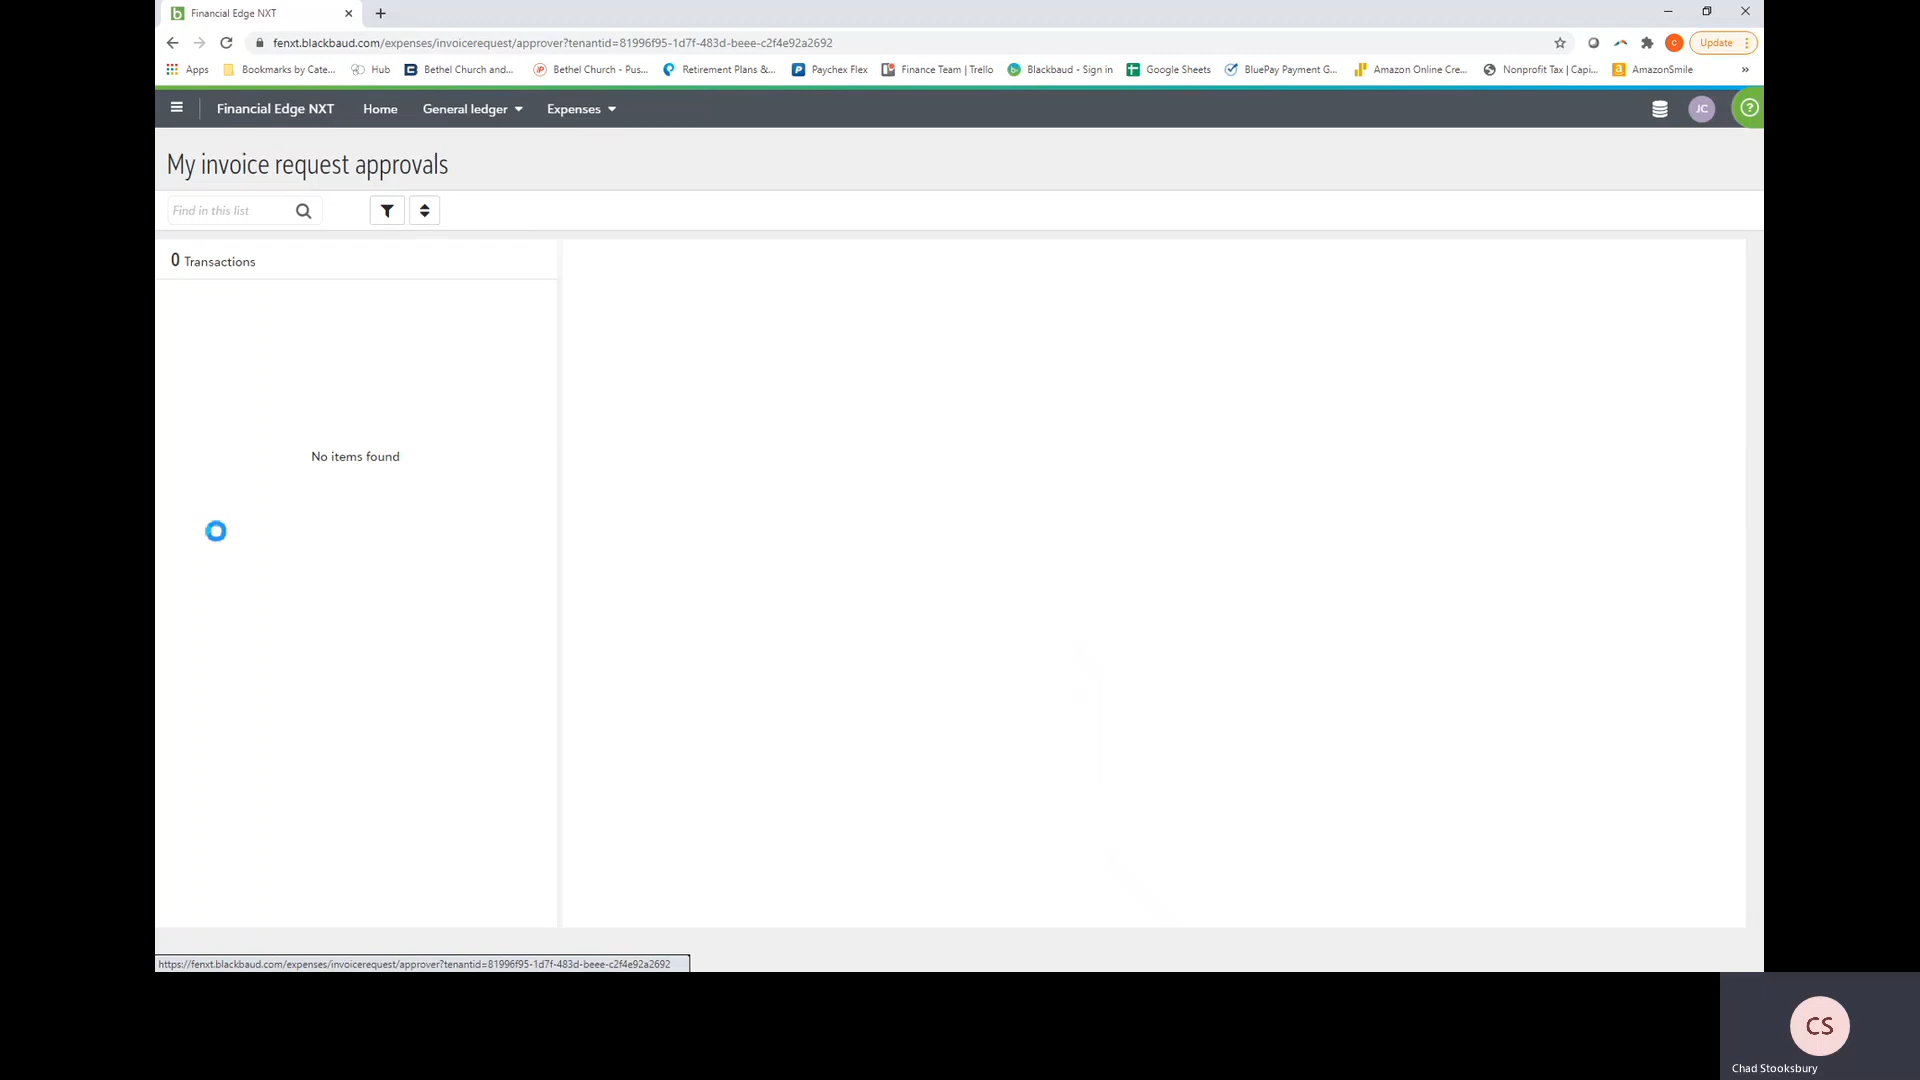 Financial Edge NXT
fenxt.blackbaud.com/expenses/invoicerequest/approver?tenantid=81996f95-1d7f-483d-beee-c2f4e92a2692
C
Update
Apps
Bookmarks by Cate...
Hub
Bethel Church and...
Bethel Church - Pus...
Retirement Plans &...
Paychex Flex
Finance Team | Trello
Blackbaud - Sign in
Google Sheets
BluePay Payment G...
Amazon Online Cre...
Nonprofit Tax | Capi...
AmazonSmile
»
Financial Edge NXT
Home
General ledger
Expenses
JC
?
My invoice request approvals
Find in this list
0 Transactions
No items found
https://fenxt.blackbaud.com/expenses/invoicerequest/approver?tenantid=81996f95-1d7f-483d-beee-c2f4e92a2692
CS
Chad Stooksbury